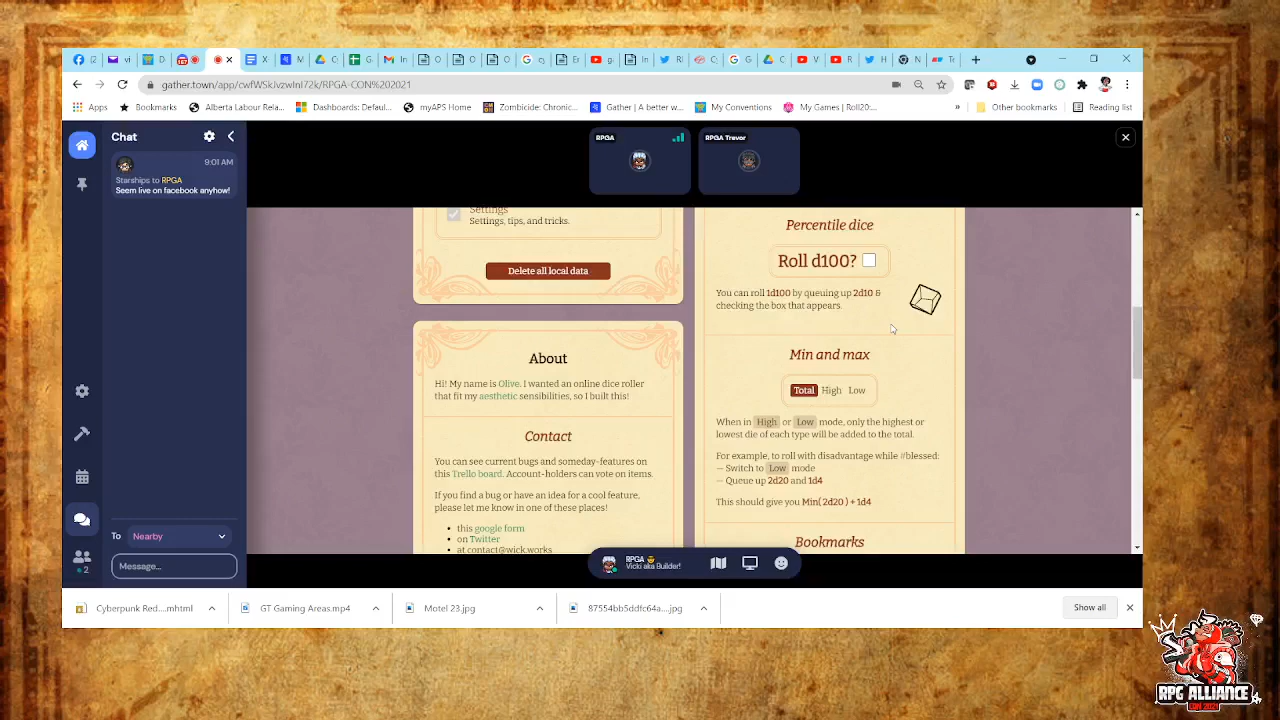 gather.town/app/cwfWSkJvzwInI72k/RPGA-CON%202021
Apps
Bookmarks
Alberta Labour Rela...
Dashboards: Defaul...
myAPS Home
Zombicide: Chronic...
Gather | A better w...
My Conventions
My Games | Roll20...
»
Other bookmarks
Reading list
Chat
9:01 AM
Starships to RPGA
Seem live on facebook anyhow!
2
To Nearby
Message...
RPGA
RPGA Trevor
Settings
Settings, tips, and tricks.
Delete all local data
About
Hi! My name is Olive. I wanted an online dice roller
that fit my aesthetic sensibilities, so I built this!
Contact
You can see current bugs and someday-features on
this Trello board. Account-holders can vote on items.
If you find a bug or have an idea for a cool feature,
please let me know in one of these places!
• this google form
• on Twitter
• at contact@wick.works
Percentile dice
Roll d100?
You can roll 1d100 by queuing up 2d10 &
checking the box that appears.
Min and max
Total High Low
When in High or Low mode, only the highest or
lowest die of each type will be added to the total.
For example, to roll with disadvantage while #blessed:
— Switch to Low mode
— Queue up 2d20 and 1d4
This should give you Min( 2d20 ) + 1d4
Bookmarks
RPGA
Vicki aka Builder!
Cyberpunk Red....mhtml
GT Gaming Areas.mp4
Motel 23.jpg
87554bb5ddfc64a....jpg
Show all
RPG ALLIANCE
CON 2021